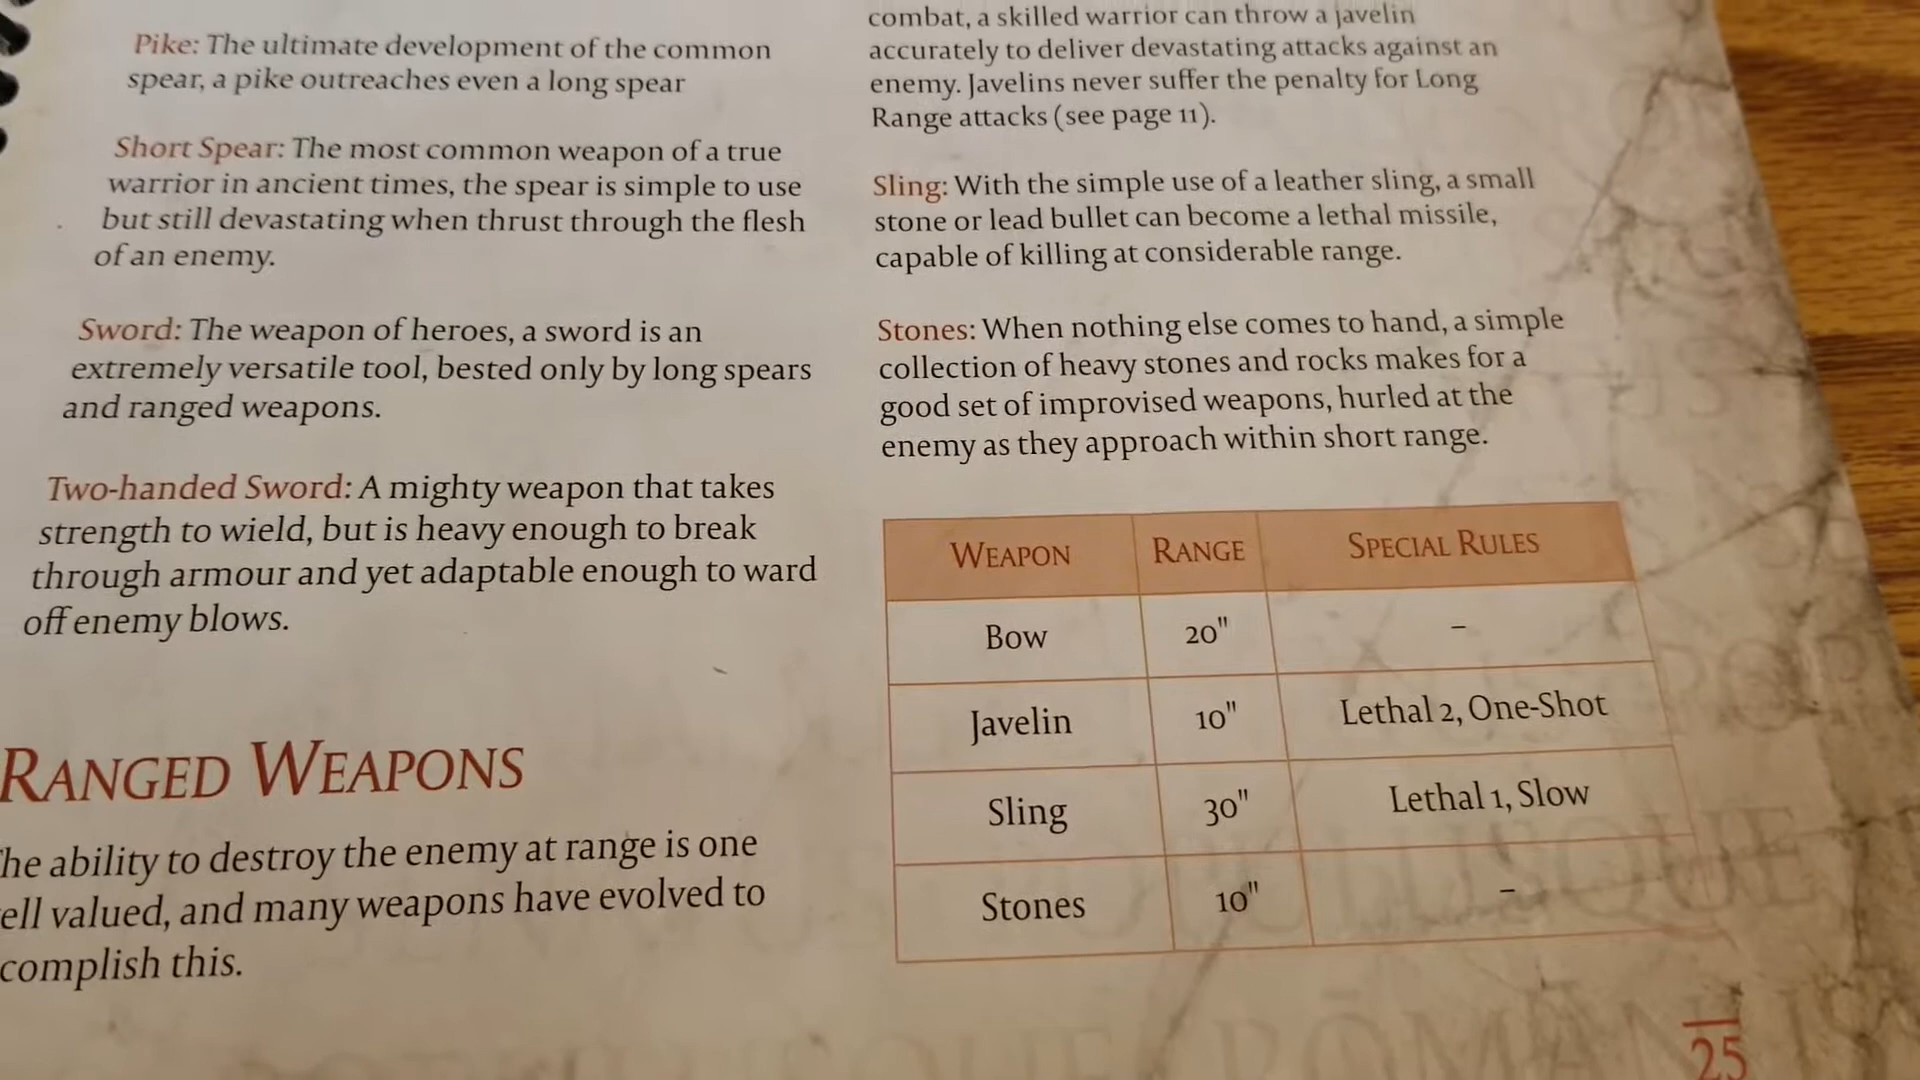 Pike: The ultimate development of the common
spear, a pike outreaches even a long spear
Short Spear: The most common weapon of a true
warrior in ancient times, the spear is simple to use
but still devastating when thrust through the flesh
of an enemy.
Sword: The weapon of heroes, a sword is an
extremely versatile tool, bested only by long spears
and ranged weapons.
Two-handed Sword: A mighty weapon that takes
strength to wield, but is heavy enough to break
through armour and yet adaptable enough to ward
off enemy blows.
RANGED WEAPONS
he ability to destroy the enemy at range is one
ell valued, and many weapons have evolved to
complish this.
combat, a skilled warrior can throw a javelin
accurately to deliver devastating attacks against an
enemy. Javelins never suffer the penalty for Long
Range attacks (see page 11).
Sling: With the simple use of a leather sling, a small
stone or lead bullet can become a lethal missile,
capable of killing at considerable range.
Stones: When nothing else comes to hand, a simple
collection of heavy stones and rocks makes for a
good set of improvised weapons, hurled at the
enemy as they approach within short range.
WEAPON RANGE SPECIAL RULES
Bow 20" –
Javelin 10" Lethal 2, One-Shot
Sling 30" Lethal 1, Slow
Stones 10" –
25